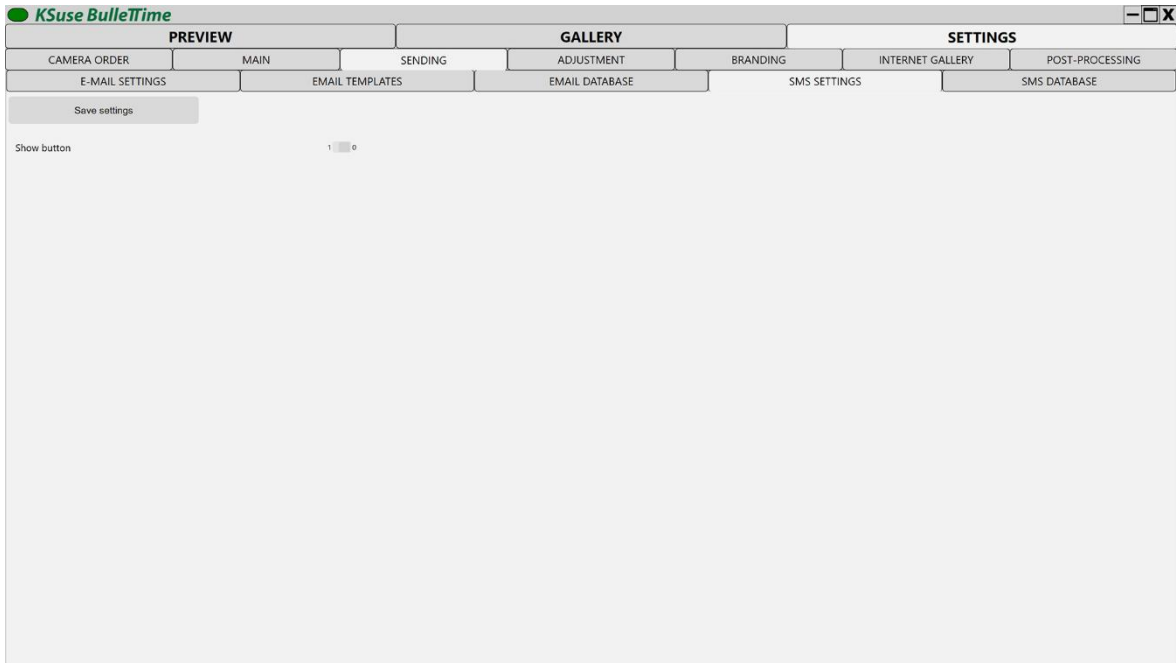 KSuse BulleTTime
PREVIEW GALLERY SETTINGS
CAMERA ORDER MAIN SENDING ADJUSTMENT BRANDING INTERNET GALLERY POST-PROCESSING
E-MAIL SETTINGS EMAIL TEMPLATES EMAIL DATABASE SMS SETTINGS SMS DATABASE
Save settings
Show button 1 0